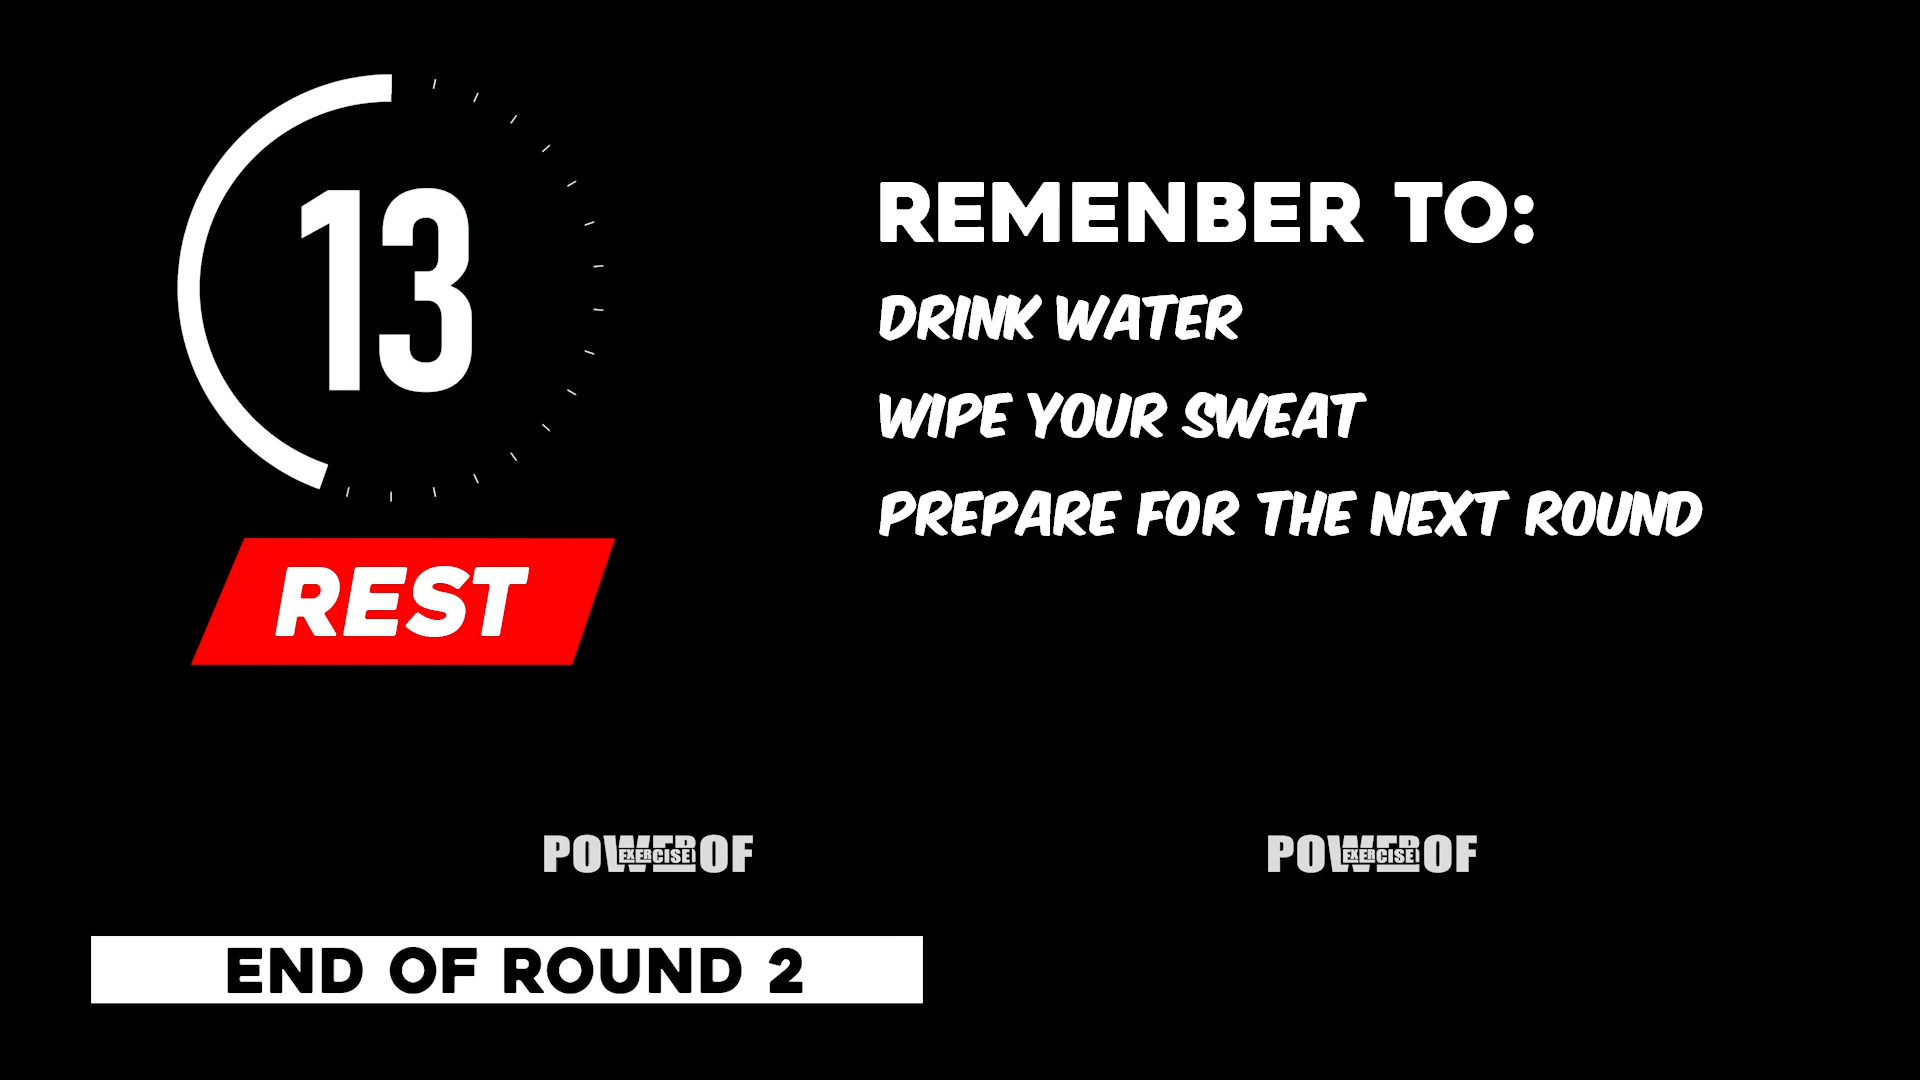 13
REST
REMENBER TO:
DRINK WATER
WIPE YOUR SWEAT
PREPARE FOR THE NEXT ROUND
POWER OF
EXERCISE
POWER OF
EXERCISE
END OF ROUND 2